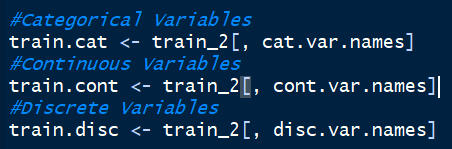 #Categorical Variables
train.cat <- train_2[, cat.var.names]
#Continuous Variables
train.cont <- train_2[, cont.var.names]
#Discrete Variables
train.disc <- train_2[, disc.var.names]